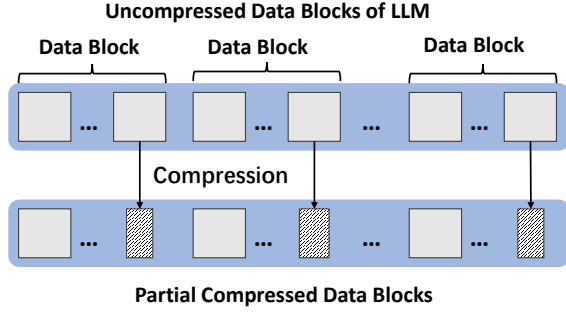 Uncompressed Data Blocks of LLM
Data Block Data Block Data Block
... ... ... ...
Compression
... ... ... ...
Partial Compressed Data Blocks